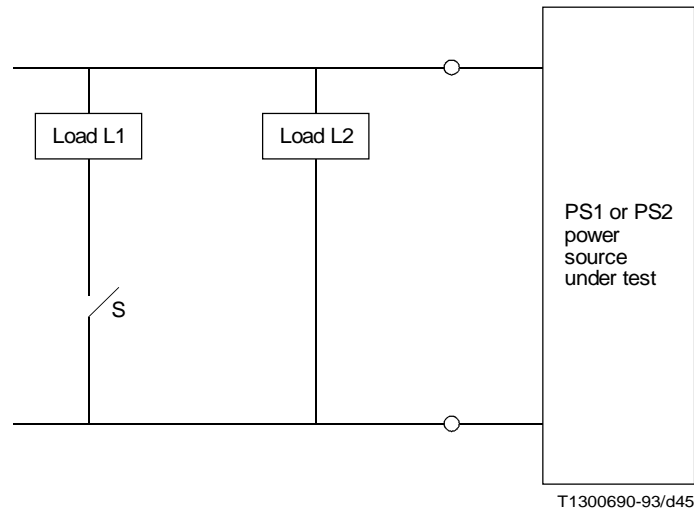 Load L1
Load L2
PS1 or PS2
power
source
under test
S
T1300690-93/d45